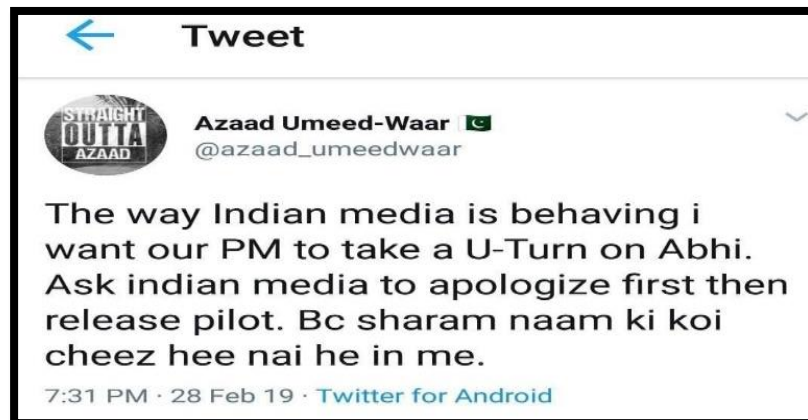 Tweet
STRAIGHT
OUTTA
AZAAD
Azaad Umeed-Waar
@azaad_umeedwaar
The way Indian media is behaving i
want our PM to take a U-Turn on Abhi.
Ask indian media to apologize first then
release pilot. Bc sharam naam ki koi
cheez hee nai he in me.
7:31 PM · 28 Feb 19 · Twitter for Android